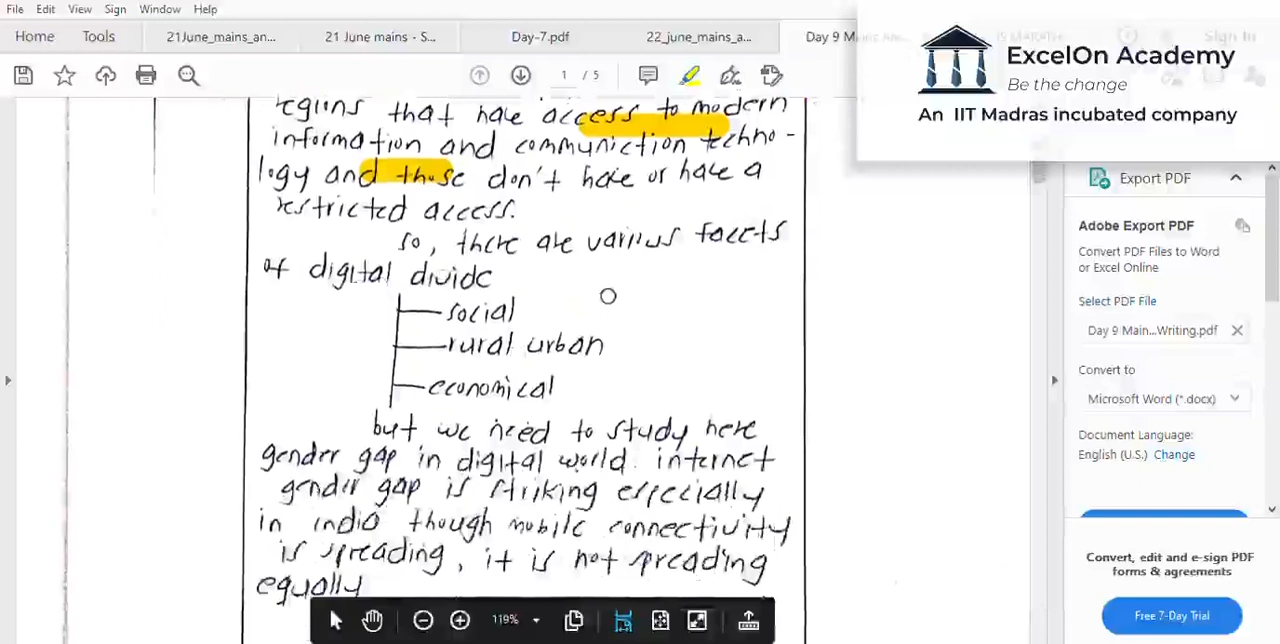 File Edit View Sign Window Help
Home Tools 21June_mains_an... 21 June mains - S... Day-7.pdf 22_june_mains_a... Day 9 M
ExcelOn Academy
Be the change
An IIT Madras incubated company
1 / 5
regions that have access to modern
information and communiction techno-
logy and those don't have or have a
restricted access.
so, there are various facets
of digital divide
social
rural urban
economical
but we need to study here
gender gap in digital world. internet
gender gap is striking especially
in india though mobile connectivity
is spreading, it is not spreading
equally
119%
Export PDF
Adobe Export PDF
Convert PDF Files to Word
or Excel Online
Select PDF File
Day 9 Main...Writing.pdf
Convert to
Microsoft Word (*.docx)
Document Language:
English (U.S.) Change
Convert, edit and e-sign PDF
forms & agreements
Free 7-Day Trial